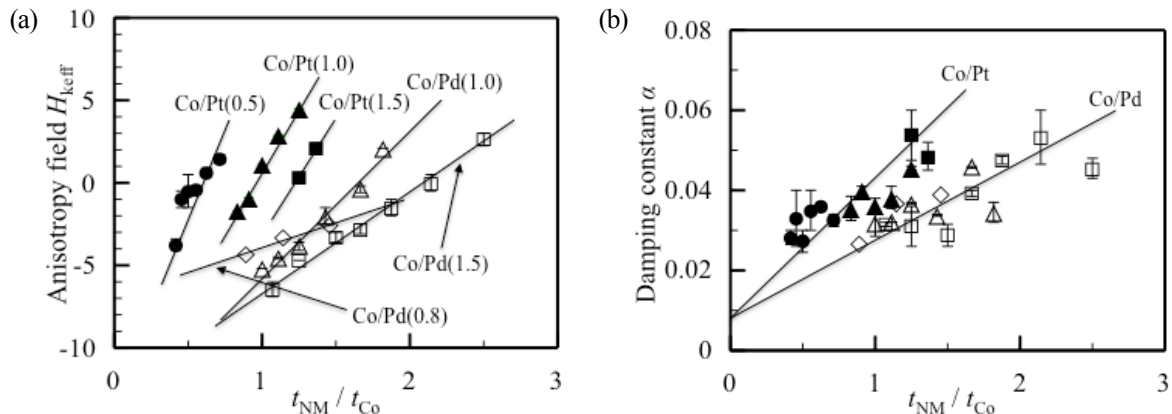 (a)
Anisotropy field H_keff
10
5
0
-5
-10
0
1
2
3
t_NM / t_Co
Co/Pt(1.0)
Co/Pd(1.0)
Co/Pt(0.5)
Co/Pt(1.5)
Co/Pd(1.5)
Co/Pd(0.8)
(b)
Damping constant α
0.08
0.06
0.04
0.02
0
0
1
2
3
t_NM / t_Co
Co/Pt
Co/Pd